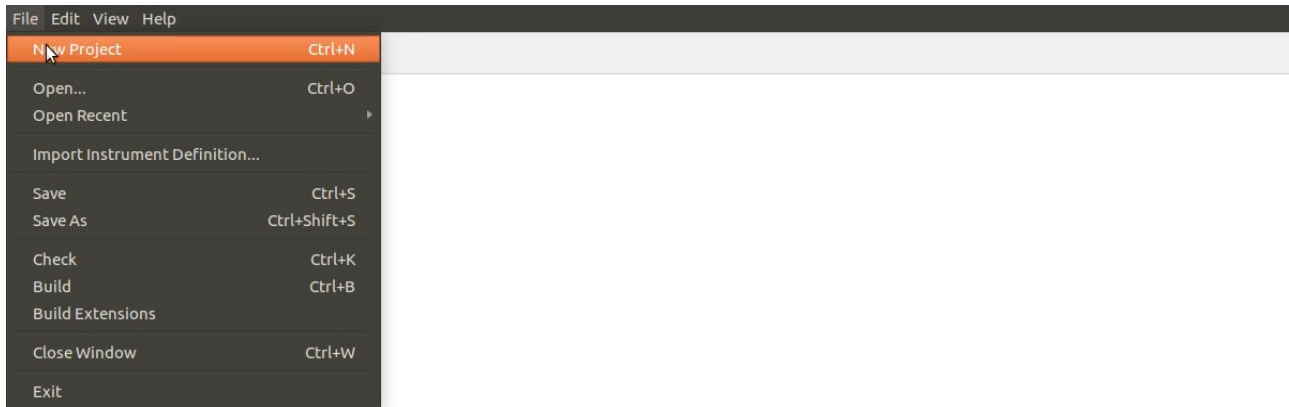 File Edit View Help
New Project Ctrl+N
Open... Ctrl+O
Open Recent
Import Instrument Definition...
Save Ctrl+S
Save As Ctrl+Shift+S
Check Ctrl+K
Build Ctrl+B
Build Extensions
Close Window Ctrl+W
Exit